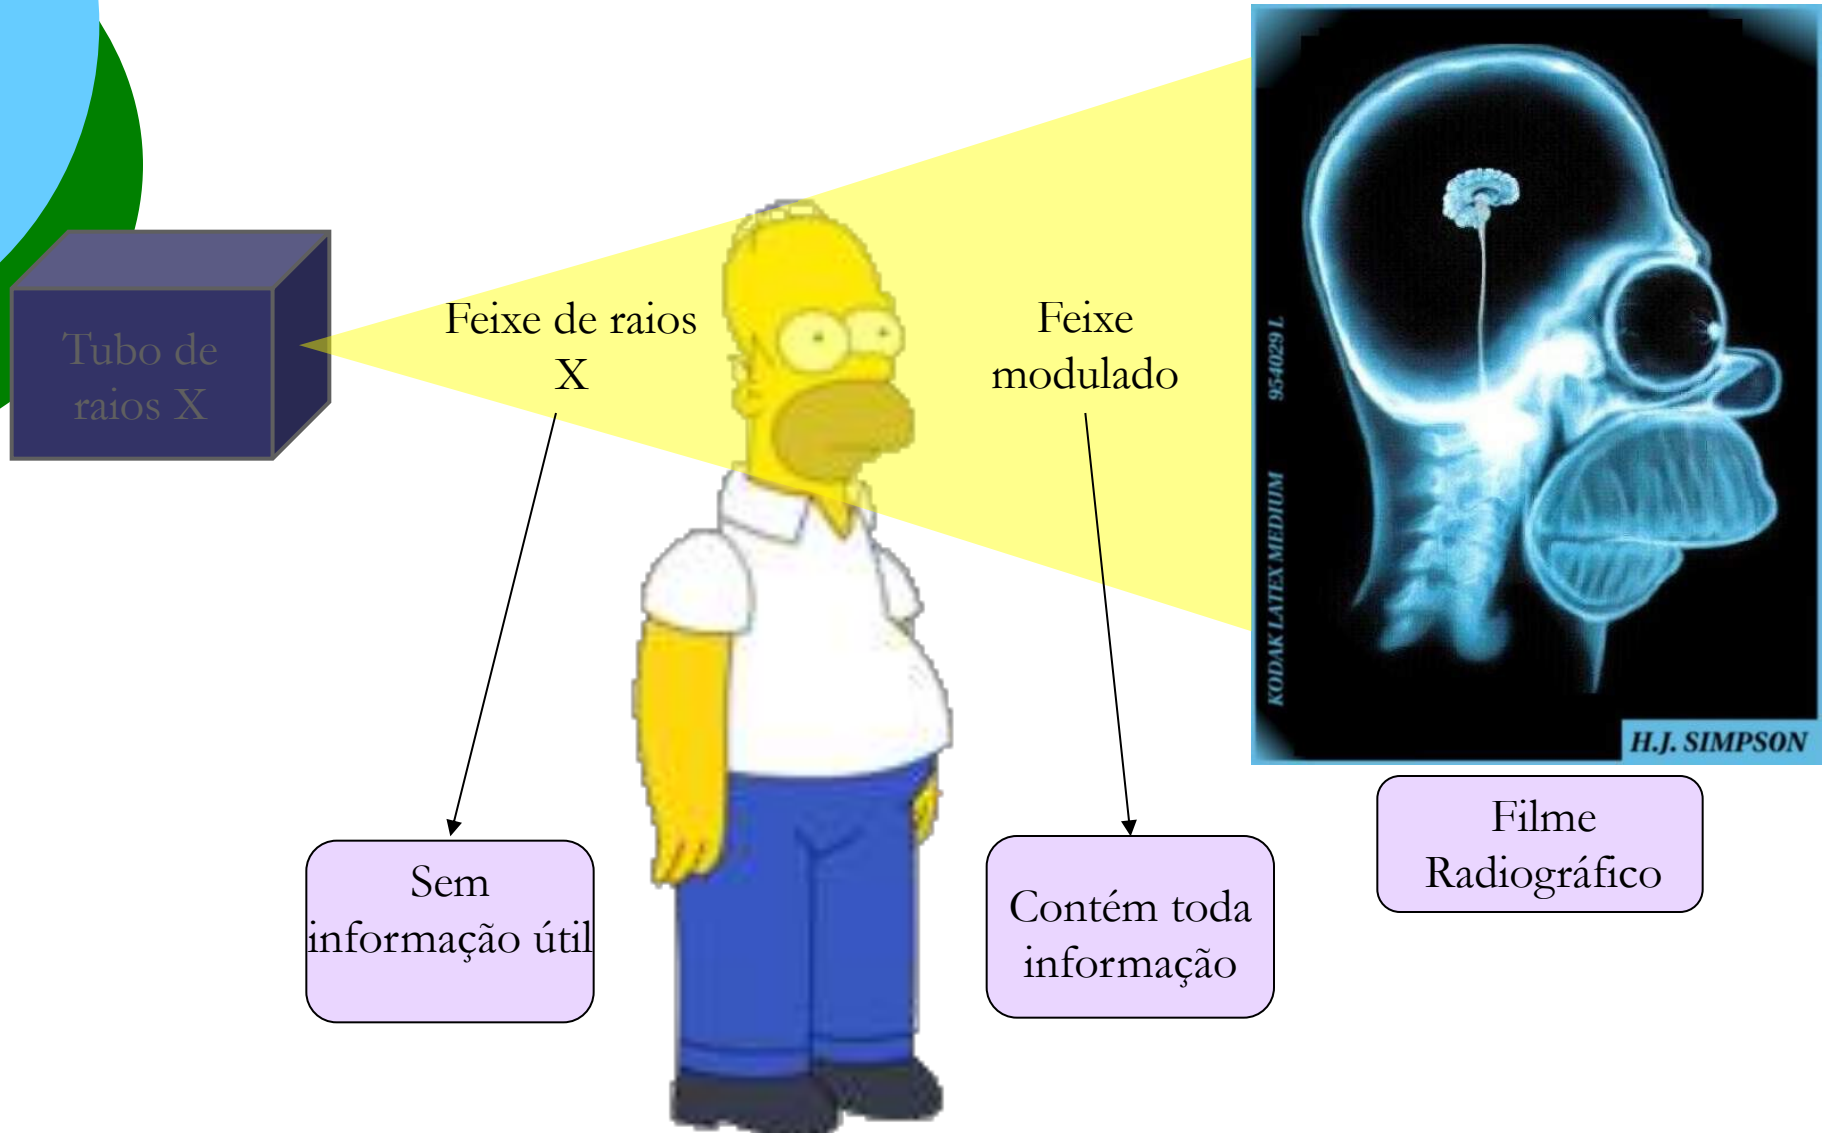 Tubo de
raios X
Feixe de raios
X
Feixe
modulado
Sem
informação útil
Contém toda
informação
KODAK LATEX MEDIUM 954029 L
H.J. SIMPSON
Filme
Radiográfico